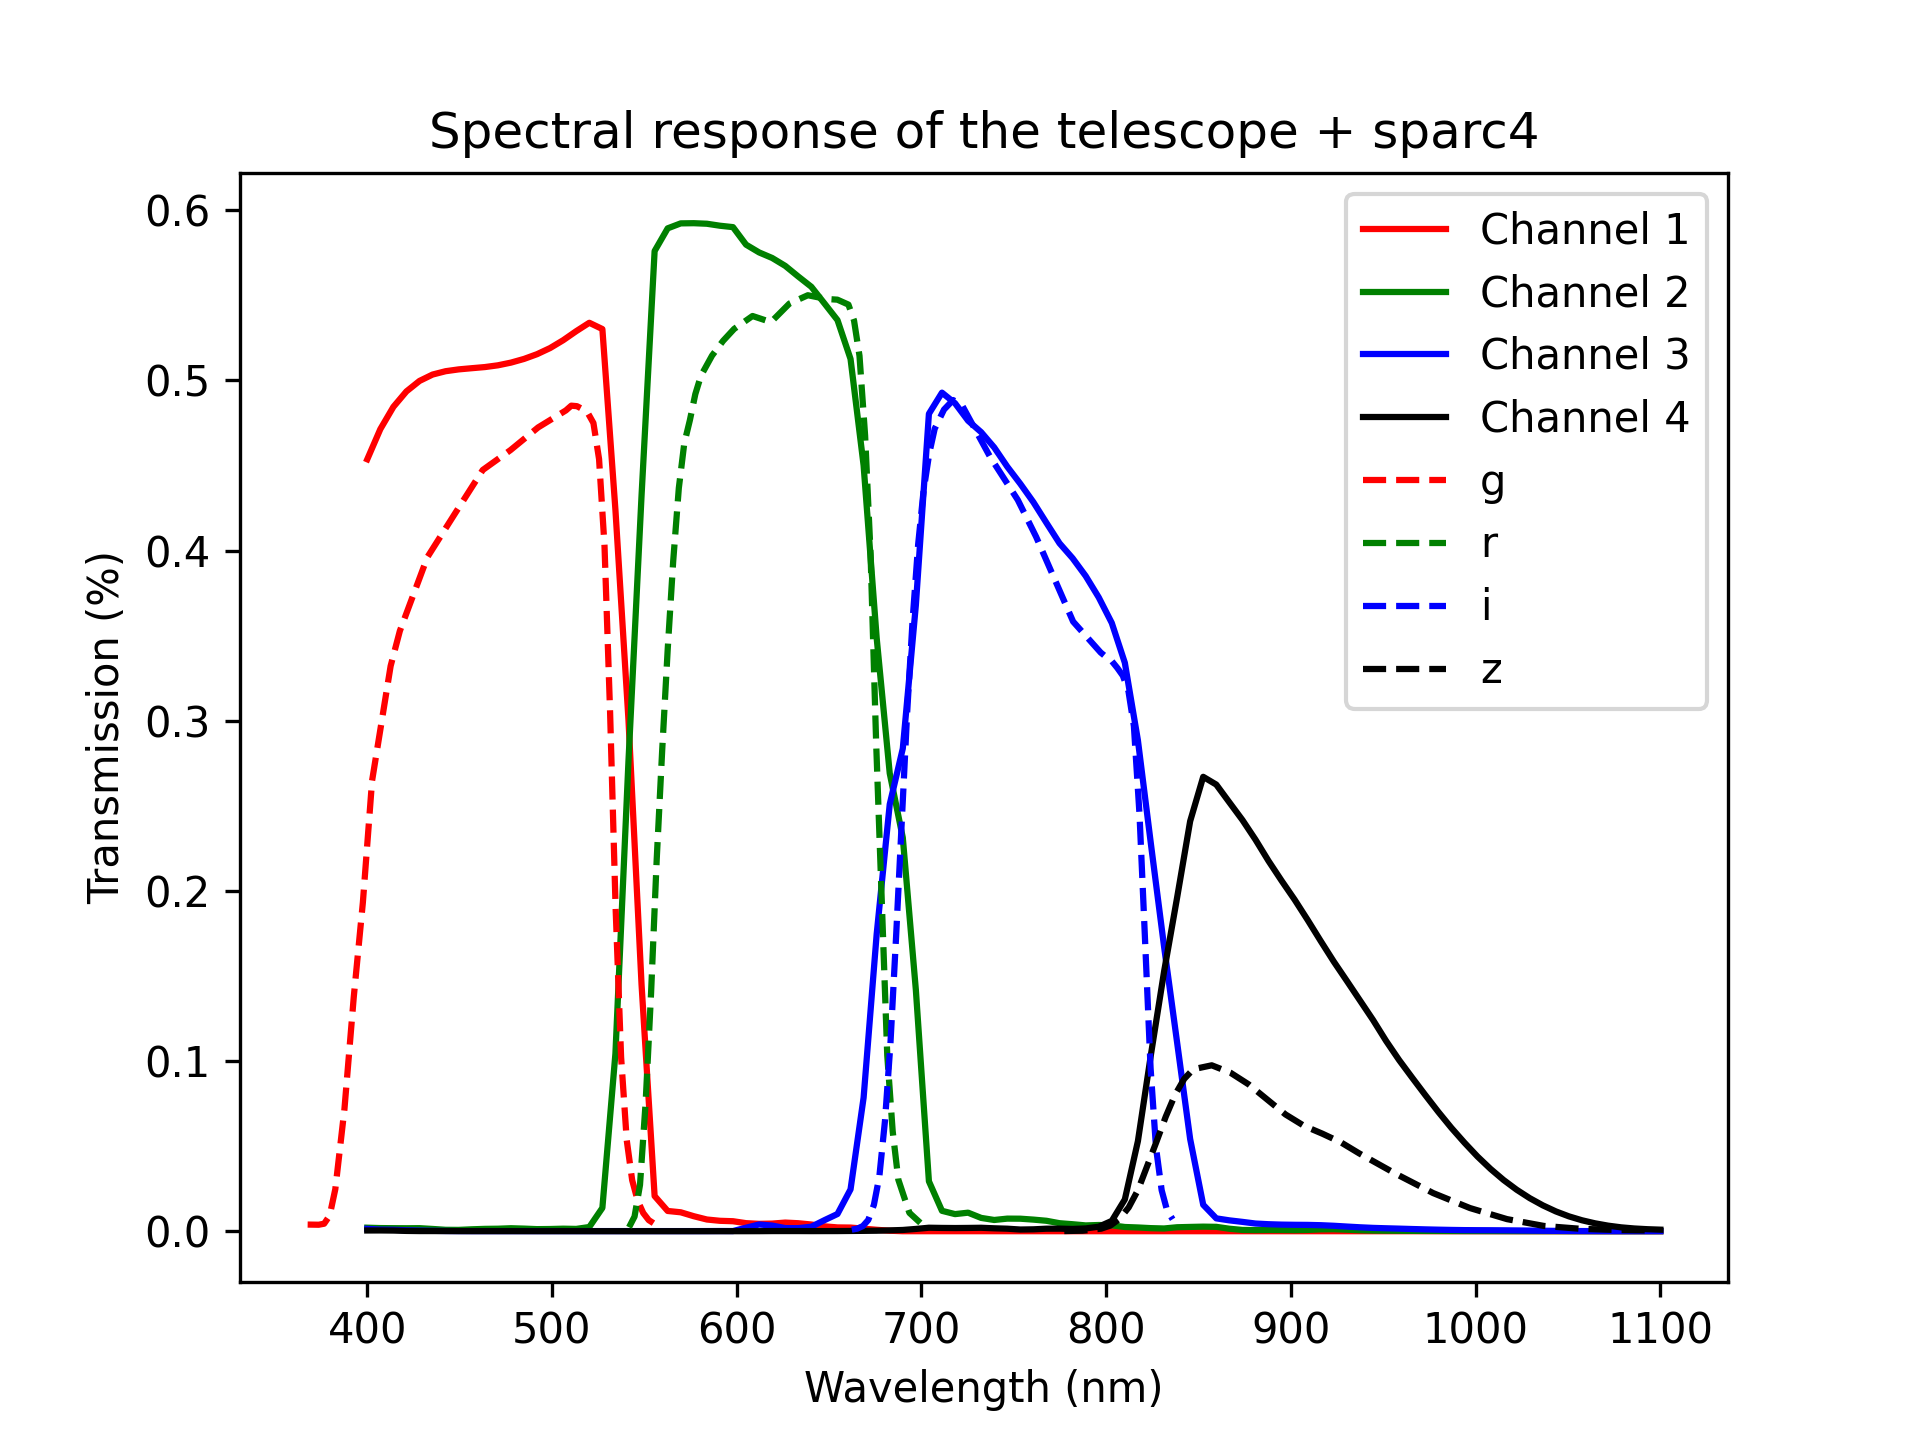 Spectral response of the telescope + sparc4
Transmission (%)
0.6
0.5
0.4
0.3
0.2
0.1
0.0
Channel 1
Channel 2
Channel 3
Channel 4
g
r
i
z
400 500 600 700 800 900 1000 1100
Wavelength (nm)